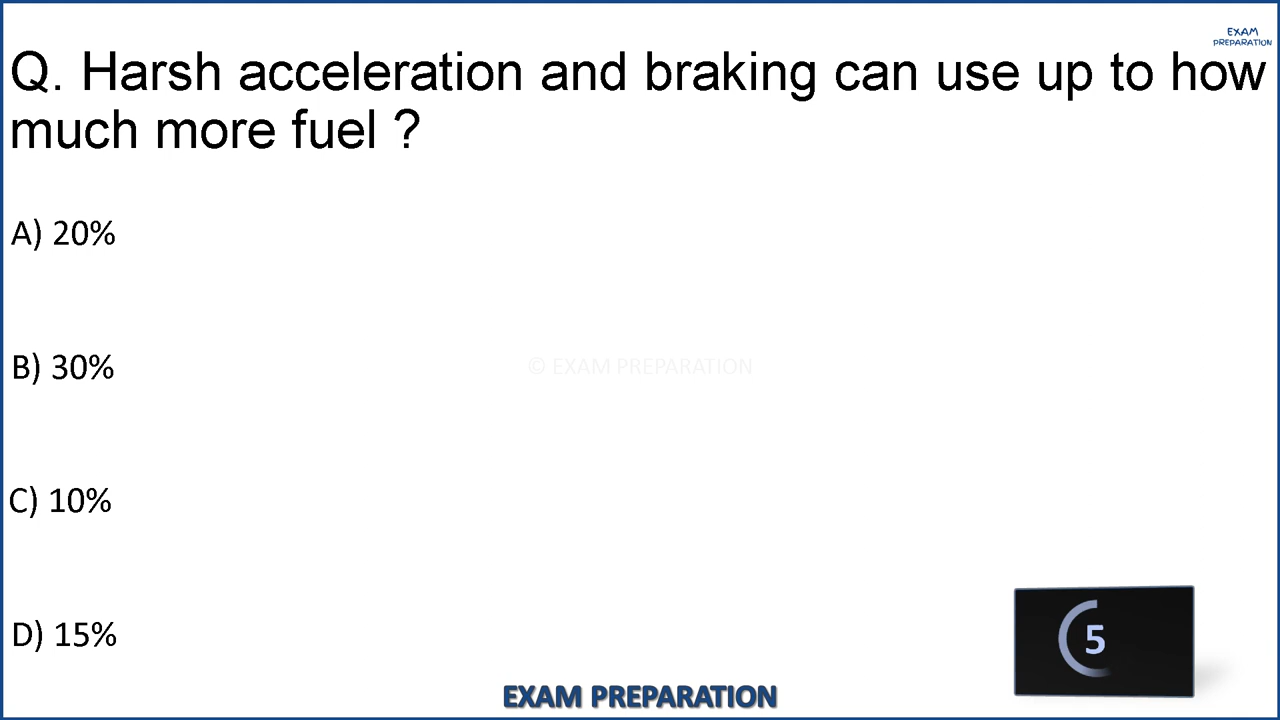 EXAM
PREPARATION
Q. Harsh acceleration and braking can use up to how
much more fuel ?
A) 20%
B) 30%
© EXAM PREPARATION
C) 10%
D) 15%
5
EXAM PREPARATION